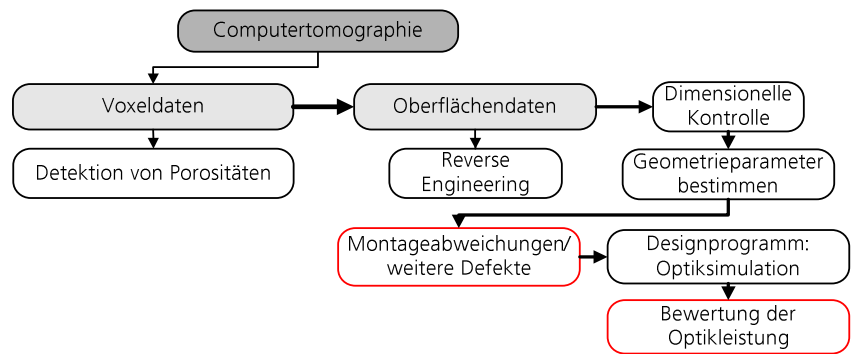 Computertomographie
Voxeldaten
Oberflächendaten
Dimensionelle
Kontrolle
Detektion von Porositäten
Reverse
Engineering
Geometrieparameter
bestimmen
Montageabweichungen/
weitere Defekte
Designprogramm:
Optiksimulation
Bewertung der
Optikleistung